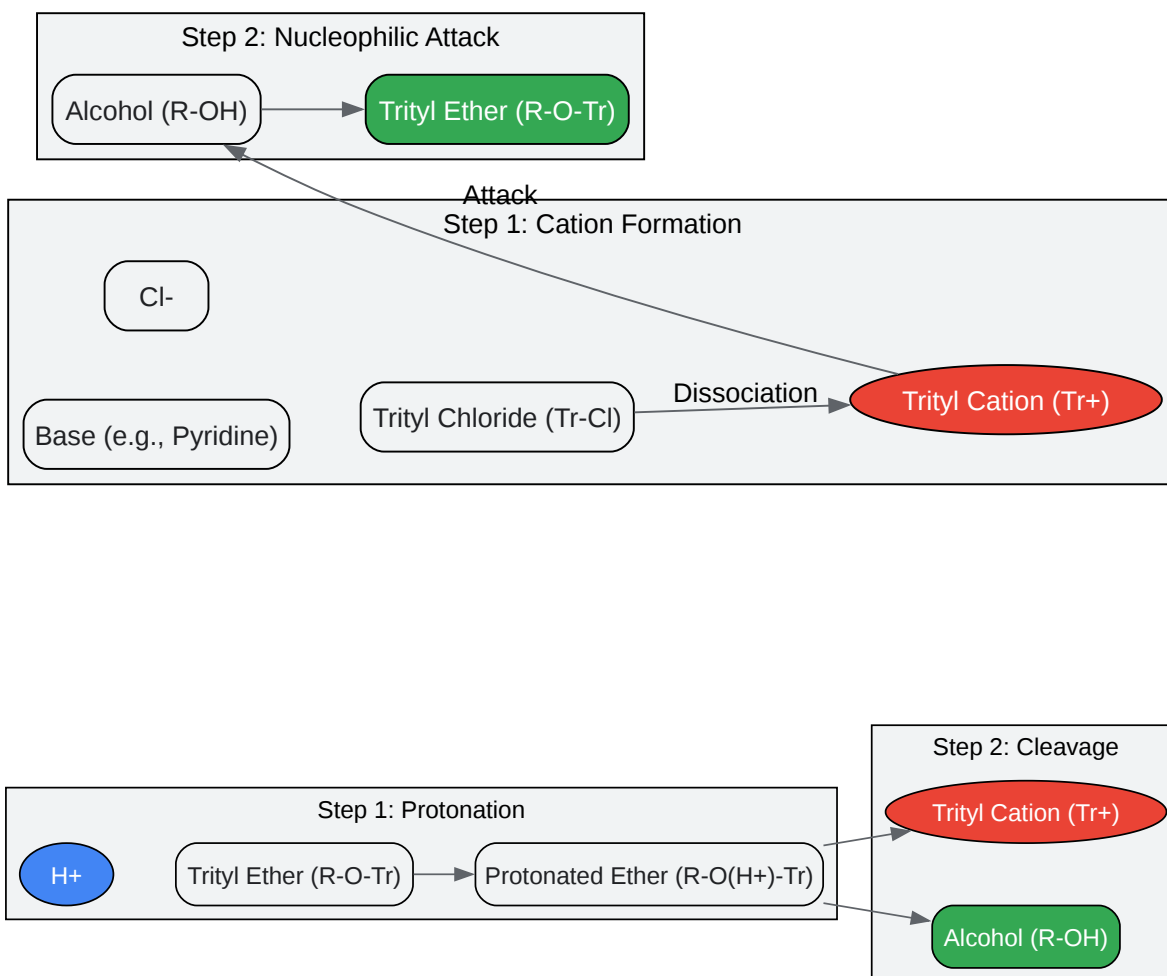 Step 2: Nucleophilic Attack
Alcohol (R-OH)
Trityl Ether (R-O-Tr)
Attack
Step 1: Cation Formation
Cl-
Dissociation
Trityl Cation (Tr+)
Trityl Chloride (Tr-Cl)
Base (e.g., Pyridine)
Step 2: Cleavage
Trityl Cation (Tr+)
Step 1: Protonation
H+
Trityl Ether (R-O-Tr)
Protonated Ether (R-O(H+)-Tr)
Alcohol (R-OH)